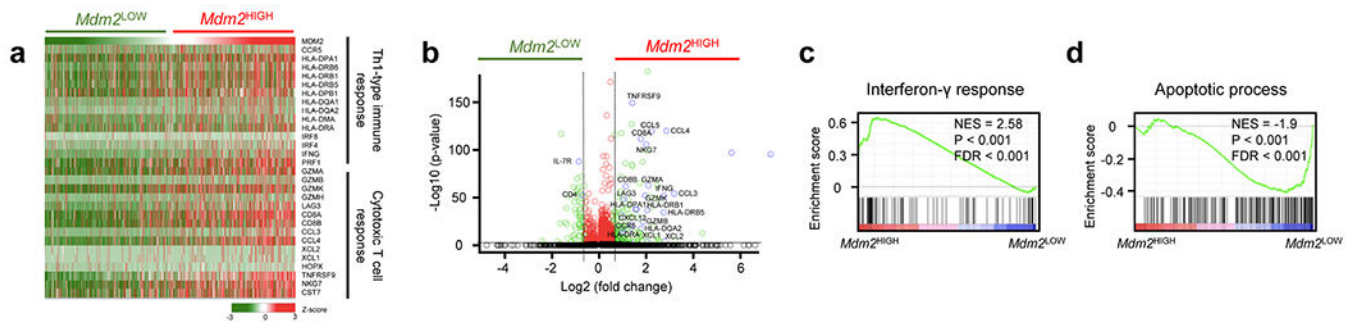 a
Mdm2LOW
Mdm2HIGH
MDM2
CCR5
HLA-DPA1
HLA-DRB6
HLA-DRB1
HLA-DRB5
HLA-DPB1
HLA-DQA1
HLA-DQA2
HLA-DMA
HLA-DRA
IRF8
IRF4
IFNG
PRF1
GZMA
GZMB
GZMK
GZMH
LAG3
CD8A
CD8B
CCL3
CCL4
XCL2
XCL1
HOPX
TNFRSF9
NKG7
CST7
Th1-type immune
response
Cytotoxic T cell
response
-3
3
Z-score
b
Mdm2LOW
Mdm2HIGH
-Log10 (p-value)
150
100
50
0
TNFRSF9
CCL5
CCL4
CD8A
NKG7
IL-7R
CD8B
GZMA
CD4
IFNG
CCL3
LAG3
GZMK
HLA-DPA1
HLA-DRB1
HLA-DRB5
CXCL13
GZMB
CCR5
HLA-DQA2
HLA-DRA
XCL1
XCL2
-4
-2
0
2
4
6
Log2 (fold change)
c
Interferon-γ response
NES = 2.58
P < 0.001
FDR < 0.001
Enrichment score
0.6
0.3
0
Mdm2HIGH
Mdm2LOW
d
Apoptotic process
NES = -1.9
P < 0.001
FDR < 0.001
Enrichment score
0
-0.2
-0.4
Mdm2HIGH
Mdm2LOW